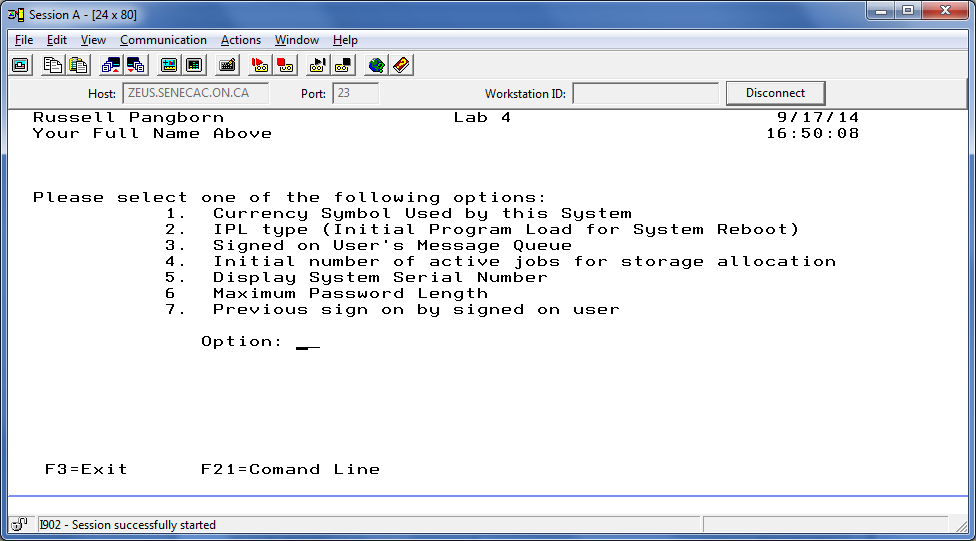 Session A - [24 x 80]
File Edit View Communication Actions Window Help
Host: ZEUS.SENECAC.ON.CA Port: 23 Workstation ID: Disconnect
Russell Pangborn Lab 4 9/17/14
Your Full Name Above 16:50:08
Please select one of the following options:
1. Currency Symbol Used by this System
2. IPL type (Initial Program Load for System Reboot)
3. Signed on User's Message Queue
4. Initial number of active jobs for storage allocation
5. Display System Serial Number
6 Maximum Password Length
7. Previous sign on by signed on user
Option: __
F3=Exit F21=Comand Line
I902 - Session successfully started